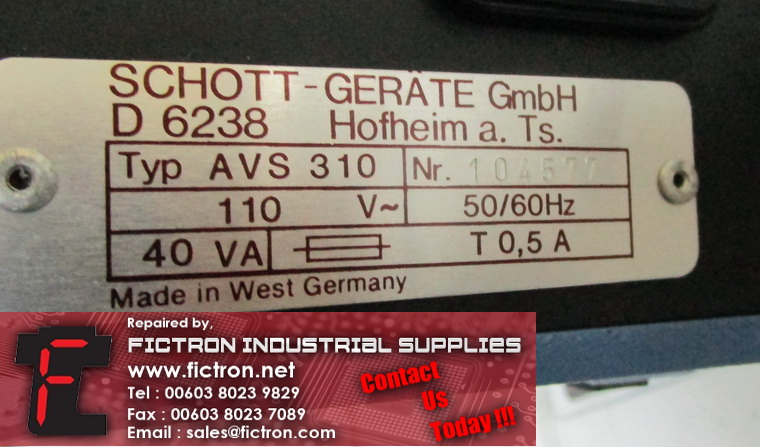 SCHOTT-GERÄTE GmbH
D 6238 Hofheim a. Ts.
Typ AVS 310 Nr. 104577
110 V~ 50/60Hz
40 VA T 0,5 A
Made in West Germany
Repaired by,
FICTRON INDUSTRIAL SUPPLIES
www.fictron.net
Tel : 00603 8023 9829
Fax : 00603 8023 7089
Email : sales@fictron.com
Contact
Us
Today !!!